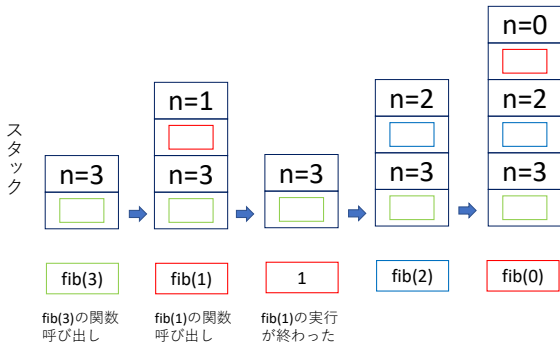 n=0
n=1
n=2
n=2
スタック
n=3
n=3
n=3
n=3
n=3
fib(3)
fib(1)
1
fib(2)
fib(0)
fib(3)の関数
呼び出し
fib(1)の関数
呼び出し
fib(1)の実行
が終わった